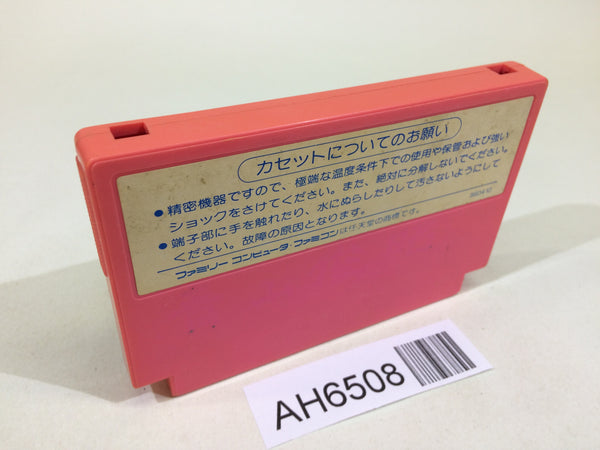 カセットについてのお願い
●精密機器ですので、極端な温度条件下での使用や保管および強い
ショックをさけてください。また、絶対に分解しないでください。
●端子部に手を触れたり、水にぬらしたりして汚さないようにして
ください。故障の原因となります。
ファミリー コンピュータ・ファミコンは任天堂の商標です。
AH6508